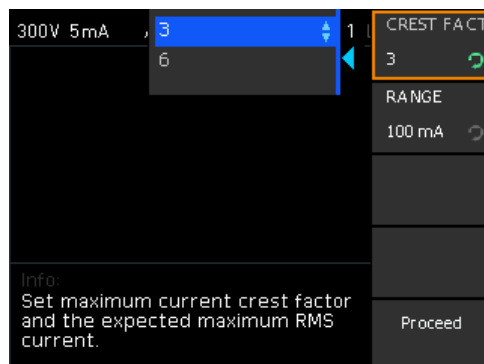 300V 5mA
3
1
6
CREST FACT
3
RANGE
100 mA
Info:
Set maximum current crest factor
and the expected maximum RMS
current.
Proceed